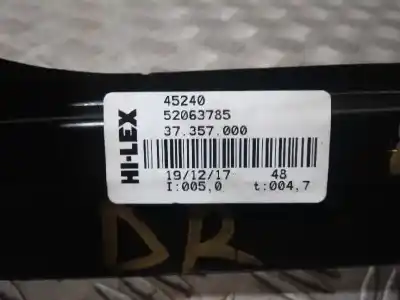 HI-LEX
45240
52063785
37.357.000
19/12/17 48
I:005,0 t:004,7
DR